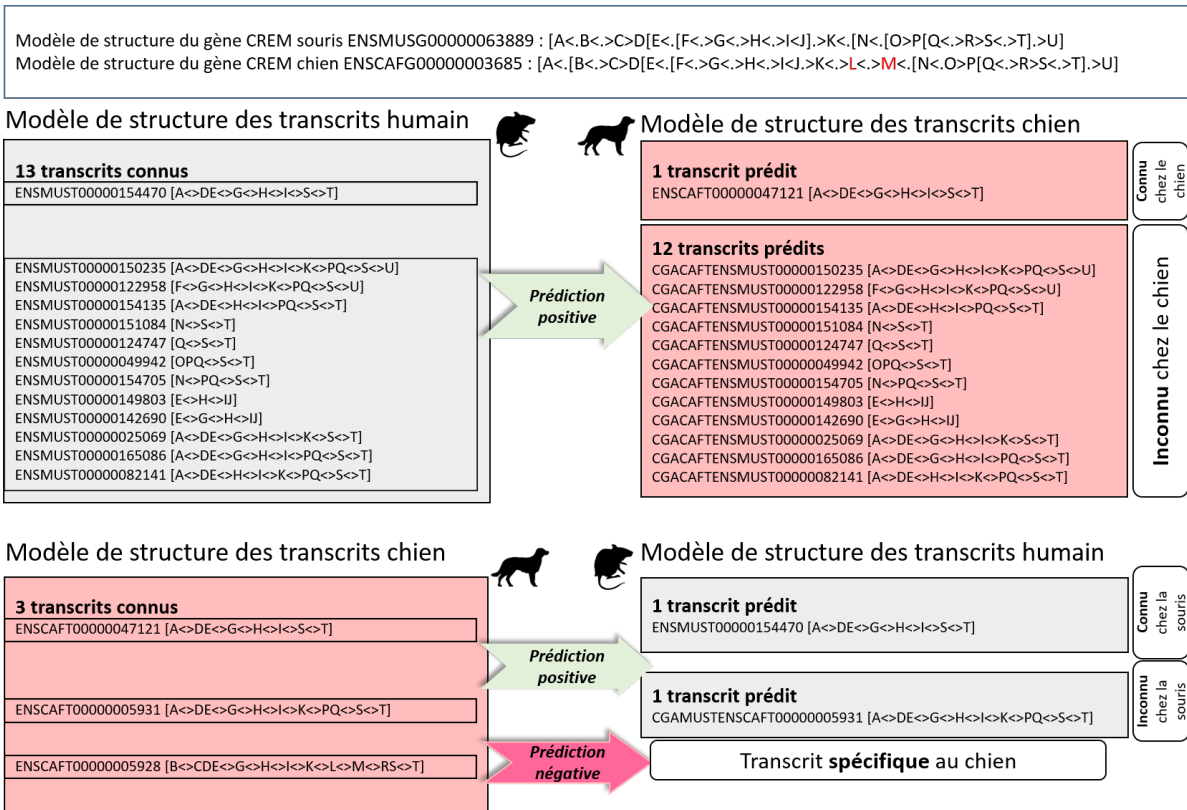 Modèle de structure du gène CREM souris ENSMUSG00000063889 : [A<.B<.>C>D[E<.[F<.>G<.>H<.>I<J].>K<.[N<.[O>P[Q<.>R>S<.>T].>U]
Modèle de structure du gène CREM chien ENSCAFG00000003685 : [A<.[B<.>C>D[E<.[F<.>G<.>H<.>I<J.>K<.>L<.>M<.[N<.O>P[Q<.>R>S<.>T].>U]
Modèle de structure des transcrits humain
13 transcrits connus
ENSMUST00000154470 [A<>DE<>G<>H<>I<>S<>T]
ENSMUST00000150235 [A<>DE<>G<>H<>I<>K<>PQ<>S<>U]
ENSMUST00000122958 [F<>G<>H<>I<>K<>PQ<>S<>U]
ENSMUST00000154135 [A<>DE<>H<>I<>PQ<>S<>T]
ENSMUST00000151084 [N<>S<>T]
ENSMUST00000124747 [Q<>S<>T]
ENSMUST00000049942 [OPQ<>S<>T]
ENSMUST00000154705 [N<>PQ<>S<>T]
ENSMUST00000149803 [E<>H<>IJ]
ENSMUST00000142690 [E<>G<>H<>IJ]
ENSMUST00000025069 [A<>DE<>G<>H<>I<>K<>S<>T]
ENSMUST00000165086 [A<>DE<>G<>H<>I<>PQ<>S<>T]
ENSMUST00000082141 [A<>DE<>H<>I<>K<>PQ<>S<>T]
Prédiction
positive
Modèle de structure des transcrits chien
1 transcrit prédit
ENSCAFT00000047121 [A<>DE<>G<>H<>I<>S<>T]
Connu
chez le
chien
12 transcrits prédits
CGACAFTENSMUST00000150235 [A<>DE<>G<>H<>I<>K<>PQ<>S<>U]
CGACAFTENSMUST00000122958 [F<>G<>H<>I<>K<>PQ<>S<>U]
CGACAFTENSMUST00000154135 [A<>DE<>H<>I<>PQ<>S<>T]
CGACAFTENSMUST00000151084 [N<>S<>T]
CGACAFTENSMUST00000124747 [Q<>S<>T]
CGACAFTENSMUST00000049942 [OPQ<>S<>T]
CGACAFTENSMUST00000154705 [N<>PQ<>S<>T]
CGACAFTENSMUST00000149803 [E<>H<>IJ]
CGACAFTENSMUST00000142690 [E<>G<>H<>IJ]
CGACAFTENSMUST00000025069 [A<>DE<>G<>H<>I<>K<>S<>T]
CGACAFTENSMUST00000165086 [A<>DE<>G<>H<>I<>PQ<>S<>T]
CGACAFTENSMUST00000082141 [A<>DE<>H<>I<>K<>PQ<>S<>T]
Inconnu chez le chien
Modèle de structure des transcrits chien
3 transcrits connus
ENSCAFT00000047121 [A<>DE<>G<>H<>I<>S<>T]
ENSCAFT00000005931 [A<>DE<>G<>H<>I<>K<>PQ<>S<>T]
ENSCAFT00000005928 [B<>CDE<>G<>H<>I<>K<>L<>M<>RS<>T]
Prédiction
positive
Prédiction
négative
Modèle de structure des transcrits humain
1 transcrit prédit
ENSMUST00000154470 [A<>DE<>G<>H<>I<>S<>T]
Connu
chez la
souris
1 transcrit prédit
CGAMUSTENSCAFT00000005931 [A<>DE<>G<>H<>I<>K<>PQ<>S<>T]
Inconnu
chez la
souris
Transcrit spécifique au chien